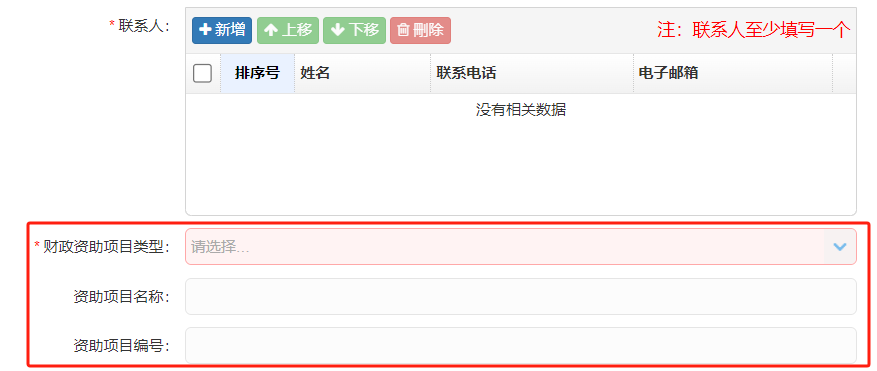 * 联系人：
新增 上移 下移 刪除 注：联系人至少填写一个
排序号 姓名 联系电话 电子邮箱
没有相关数据
* 财政资助项目类型： 请选择...
资助项目名称：
资助项目编号：